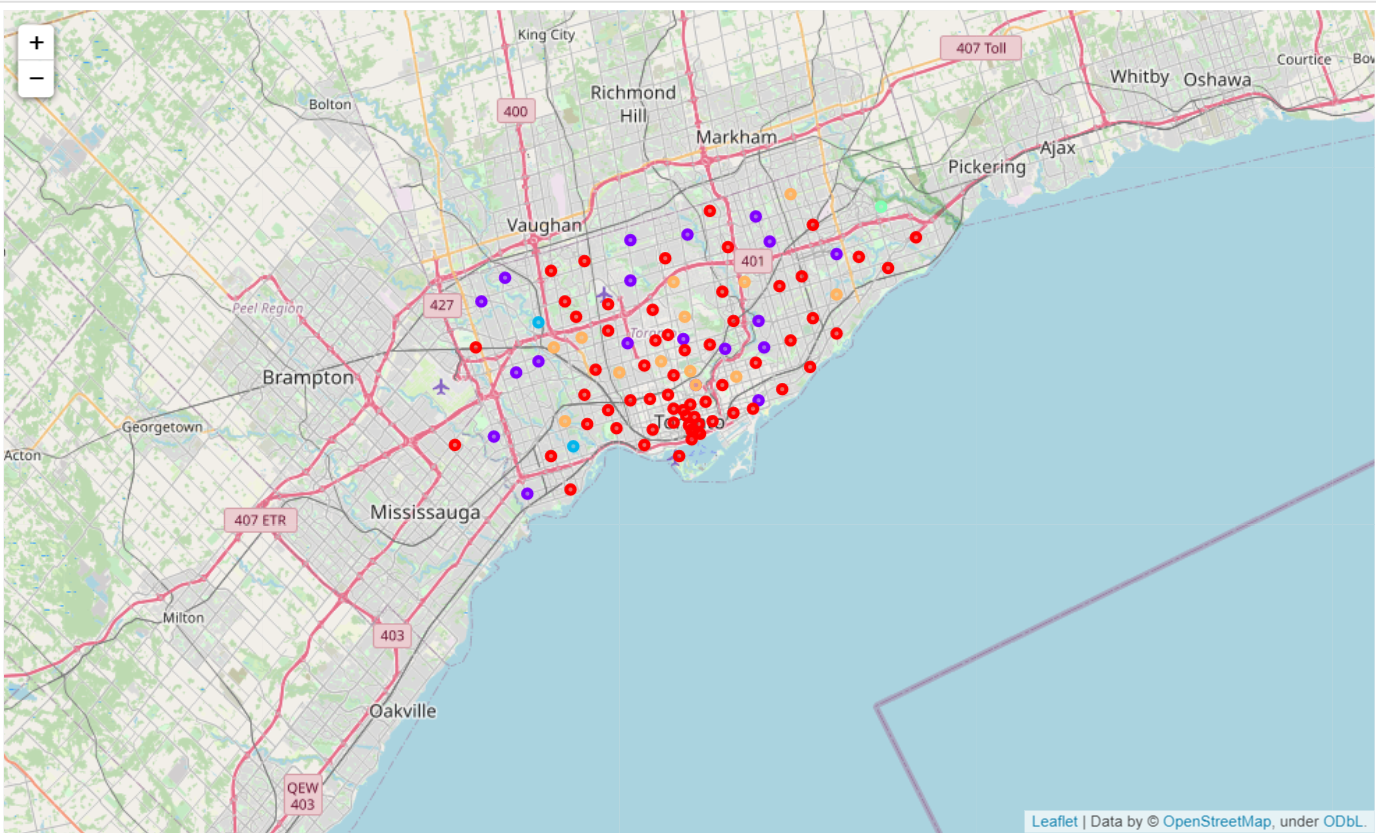 +
−
King City
407 Toll
Whitby
Oshawa
Courtice
Bow
Bolton
Richmond
Hill
400
Markham
Ajax
Pickering
Vaughan
401
427
Peel Region
Brampton
Georgetown
Acton
Mississauga
407 ETR
Milton
403
Oakville
QEW
403
Leaflet | Data by © OpenStreetMap, under ODbL.